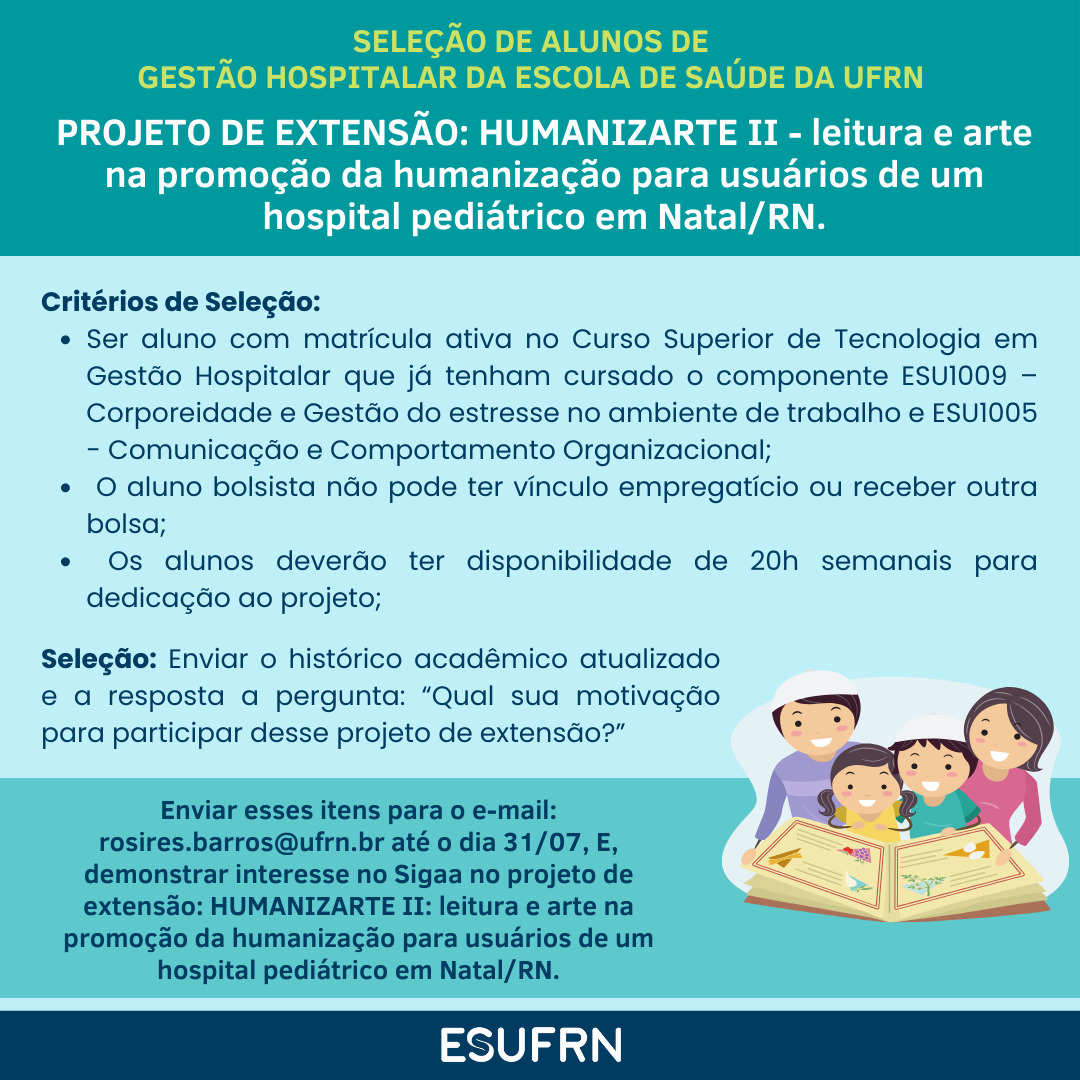 SELEÇÃO DE ALUNOS DE
GESTÃO HOSPITALAR DA ESCOLA DE SAÚDE DA UFRN
PROJETO DE EXTENSÃO: HUMANIZARTE II - leitura e arte
na promoção da humanização para usuários de um
hospital pediátrico em Natal/RN.
Critérios de Seleção:
• Ser aluno com matrícula ativa no Curso Superior de Tecnologia em
Gestão Hospitalar que já tenham cursado o componente ESU1009 –
Corporeidade e Gestão do estresse no ambiente de trabalho e ESU1005
- Comunicação e Comportamento Organizacional;
• O aluno bolsista não pode ter vínculo empregatício ou receber outra
bolsa;
• Os alunos deverão ter disponibilidade de 20h semanais para
dedicação ao projeto;
Seleção: Enviar o histórico acadêmico atualizado
e a resposta a pergunta: “Qual sua motivação
para participar desse projeto de extensão?”
Enviar esses itens para o e-mail:
rosires.barros@ufrn.br até o dia 31/07, E,
demonstrar interesse no Sigaa no projeto de
extensão: HUMANIZARTE II: leitura e arte na
promoção da humanização para usuários de um
hospital pediátrico em Natal/RN.
ESUFRN